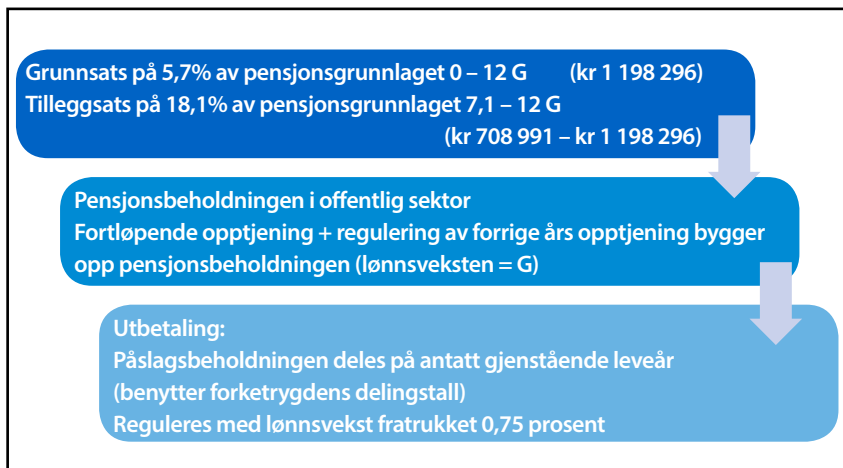 Grunnsats på 5,7% av pensjonsgrunnlaget 0 – 12 G (kr 1 198 296)
Tilleggsats på 18,1% av pensjonsgrunnlaget 7,1 – 12 G
(kr 708 991 – kr 1 198 296)
Pensjonsbeholdningen i offentlig sektor
Fortløpende opptjening + regulering av forrige års opptjening bygger
opp pensjonsbeholdningen (lønnsveksten = G)
Utbetaling:
Påslagsbeholdningen deles på antatt gjenstående leveår
(benytter forketrygdens delingstall)
Reguleres med lønnsvekst fratrukket 0,75 prosent